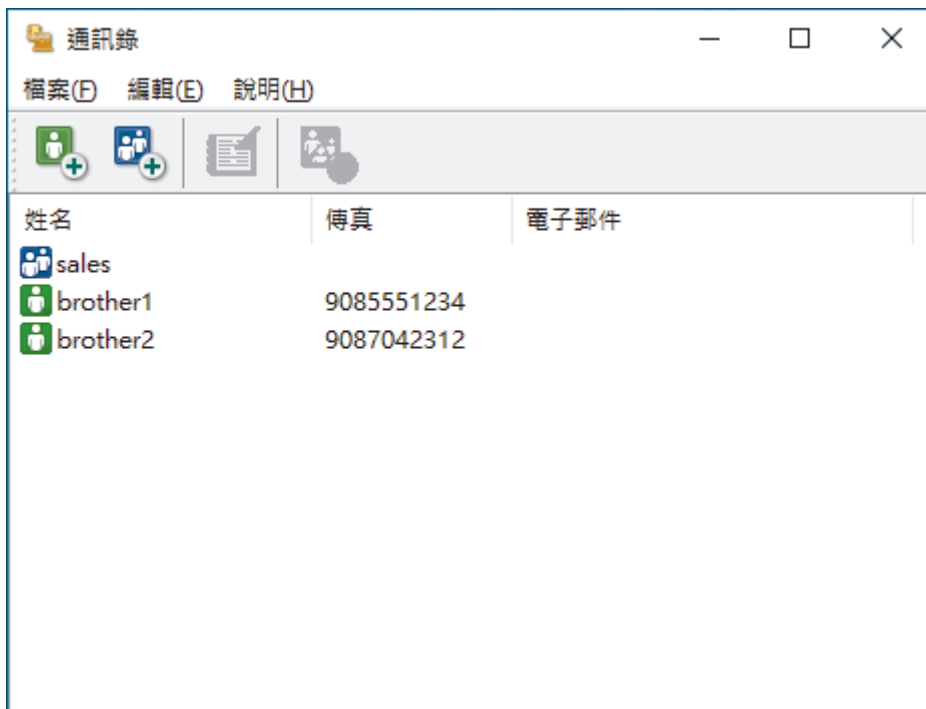 通訊錄
檔案(F) 編輯(E) 說明(H)
姓名 傳真 電子郵件
sales
brother1 9085551234
brother2 9087042312